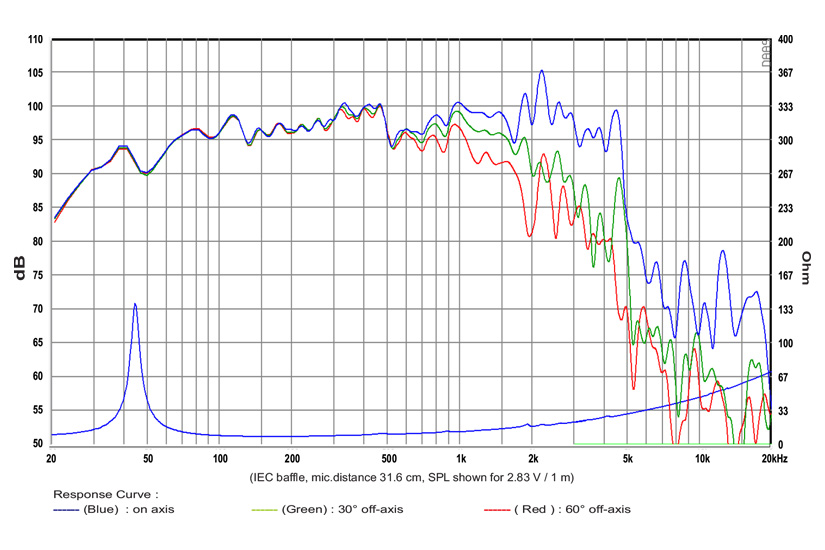 110 400
DAAS
105 367
100 333
95 300
90 267
85 233
80 200
dB Ohm
75 167
70 133
65 100
60 67
55 33
50 0
20 50 100 200 500 1k 2k 5k 10k 20kHz
(IEC baffle, mic.distance 31.6 cm, SPL shown for 2.83 V / 1 m)
Response Curve :
(Blue) : on axis (Green) : 30° off-axis ( Red ) : 60° off-axis